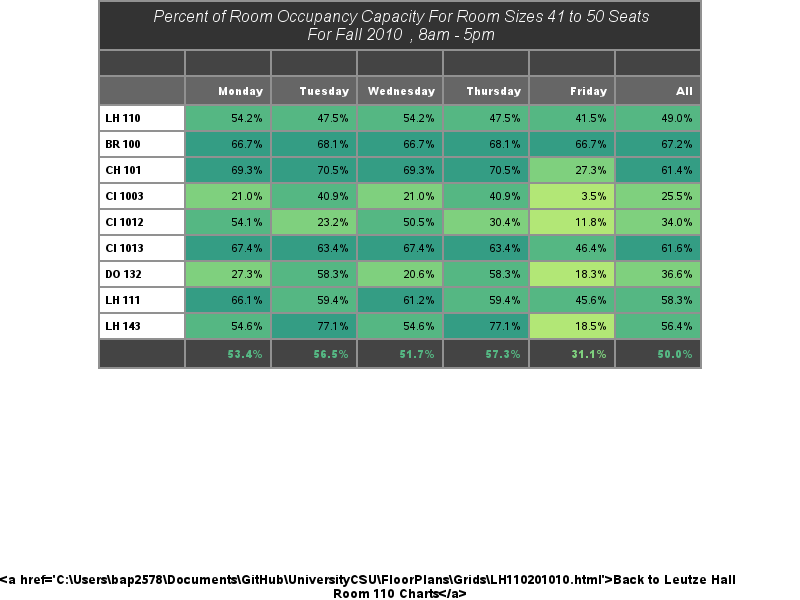 Percent of Room Occupancy Capacity For Room Sizes 41 to 50 Seats
For Fall 2010 , 8am - 5pm
Monday Tuesday Wednesday Thursday Friday All
LH 110 54.2% 47.5% 54.2% 47.5% 41.5% 49.0%
BR 100 66.7% 68.1% 66.7% 68.1% 66.7% 67.2%
CH 101 69.3% 70.5% 69.3% 70.5% 27.3% 61.4%
CI 1003 21.0% 40.9% 21.0% 40.9% 3.5% 25.5%
CI 1012 54.1% 23.2% 50.5% 30.4% 11.8% 34.0%
CI 1013 67.4% 63.4% 67.4% 63.4% 46.4% 61.6%
DO 132 27.3% 58.3% 20.6% 58.3% 18.3% 36.6%
LH 111 66.1% 59.4% 61.2% 59.4% 45.6% 58.3%
LH 143 54.6% 77.1% 54.6% 77.1% 18.5% 56.4%
53.4% 56.5% 51.7% 57.3% 31.1% 50.0%
<a href='C:\Users\bap2578\Documents\GitHub\UniversityCSU\FloorPlans\Grids\LH110201010.html'>Back to Leutze Hall
Room 110 Charts</a>